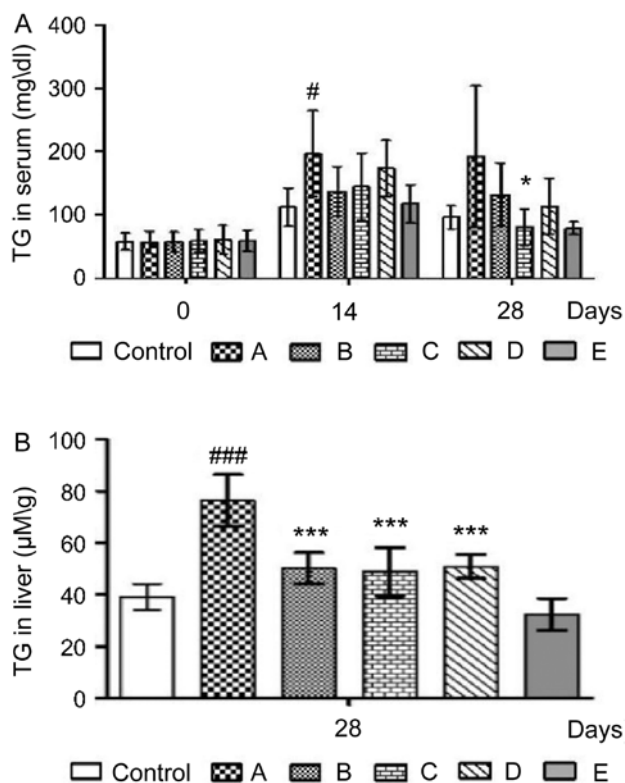 A
TG in serum (mg\dl)
400
300
200
100
0
#
*
0 14 28 Days
Control A B C D E
B
TG in liver (µM\g)
100
80
60
40
20
0
###
*** *** ***
28 Days
Control A B C D E